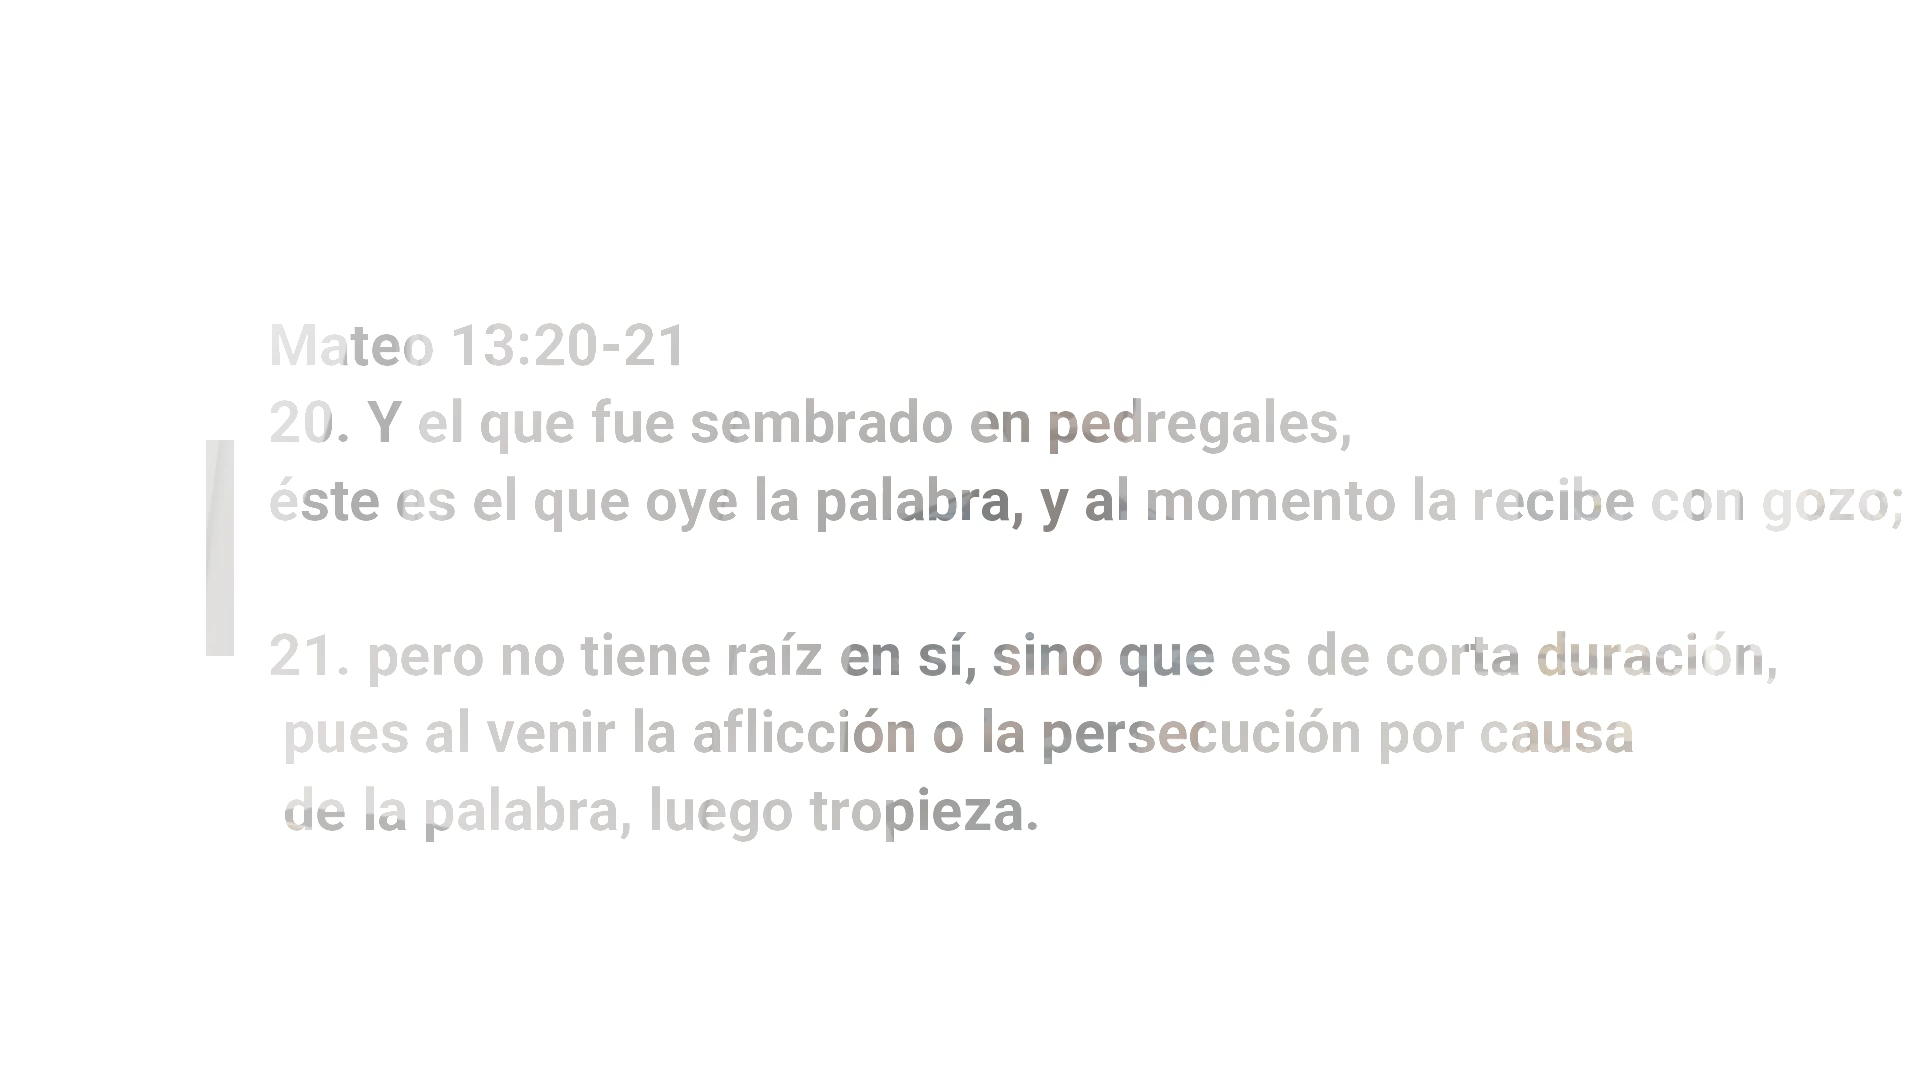 Mateo 13:20-21
20. Y el que fue sembrado en pedregales,
éste es el que oye la palabra, y al momento la recibe con gozo;
21. pero no tiene raíz en sí, sino que es de corta duración,
pues al venir la aflicción o la persecución por causa
de la palabra, luego tropieza.